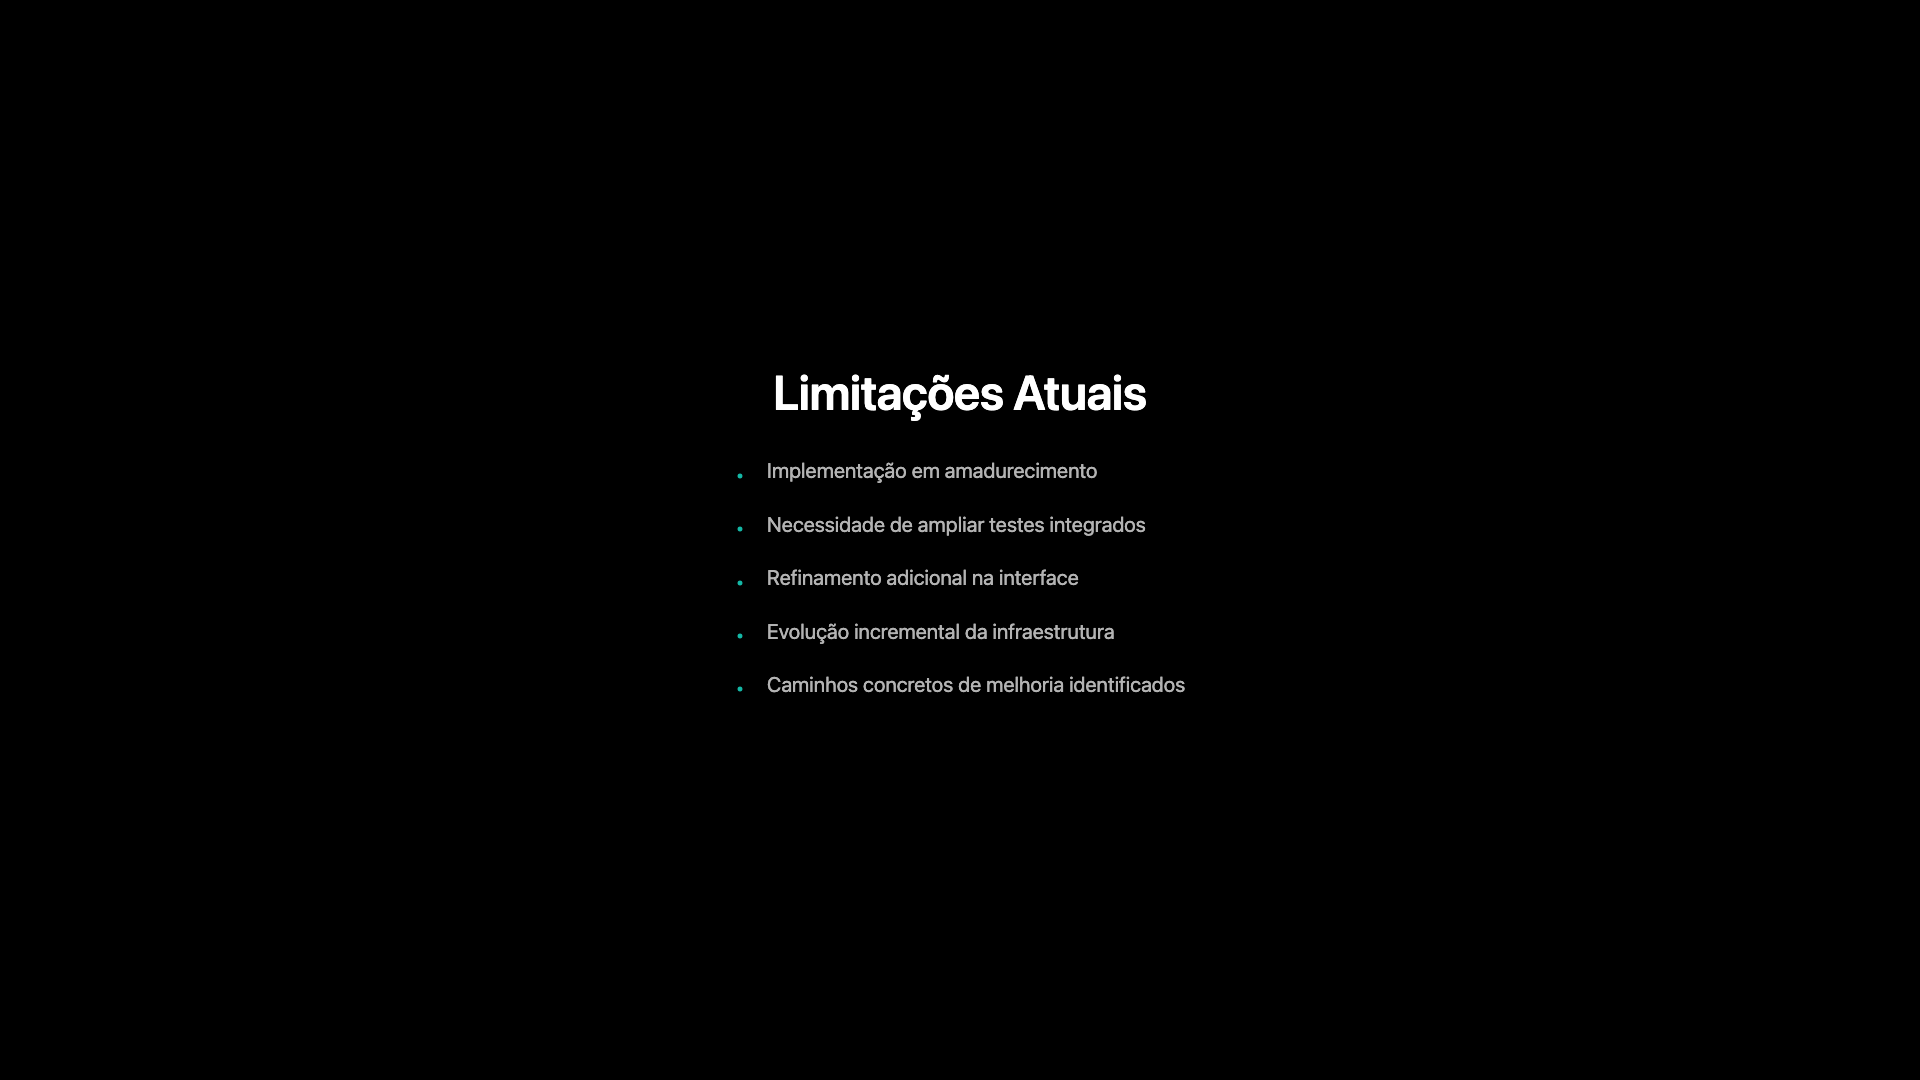 Limitações Atuais
• Implementação em amadurecimento
• Necessidade de ampliar testes integrados
• Refinamento adicional na interface
• Evolução incremental da infraestrutura
• Caminhos concretos de melhoria identificados